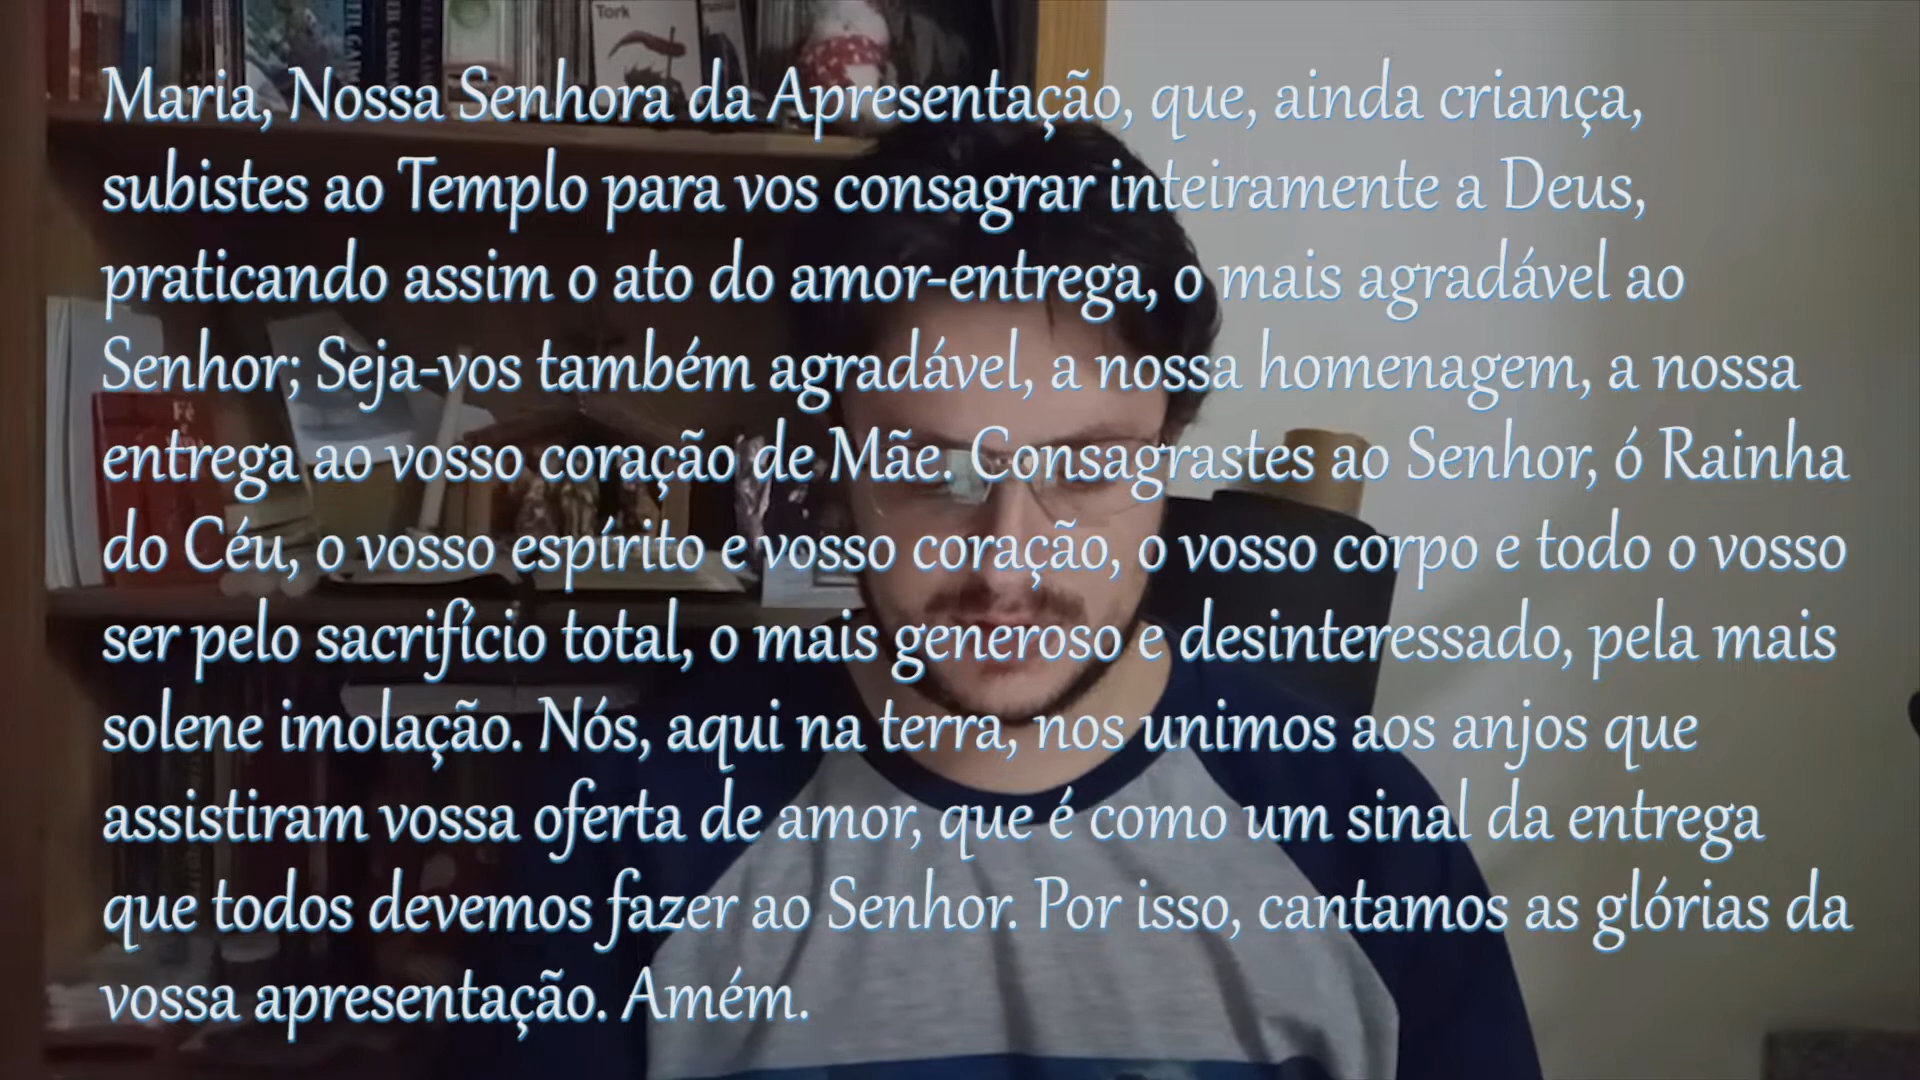 Tork
Maria, Nossa Senhora da Apresentação, que, ainda criança,
subistes ao Templo para vos consagrar inteiramente a Deus,
praticando assim o ato do amor-entrega, o mais agradável ao
Senhor; Seja-vos também agradável, a nossa homenagem, a nossa
Fé
entrega ao vosso coração de Mãe. Consagrastes ao Senhor, ó Rainha
do Céu, o vosso espírito e vosso coração, o vosso corpo e todo o vosso
ser pelo sacrifício total, o mais generoso e desinteressado, pela mais
solene imolação. Nós, aqui na terra, nos unimos aos anjos que
assistiram vossa oferta de amor, que é como um sinal da entrega
que todos devemos fazer ao Senhor. Por isso, cantamos as glórias da
vossa apresentação. Amém.